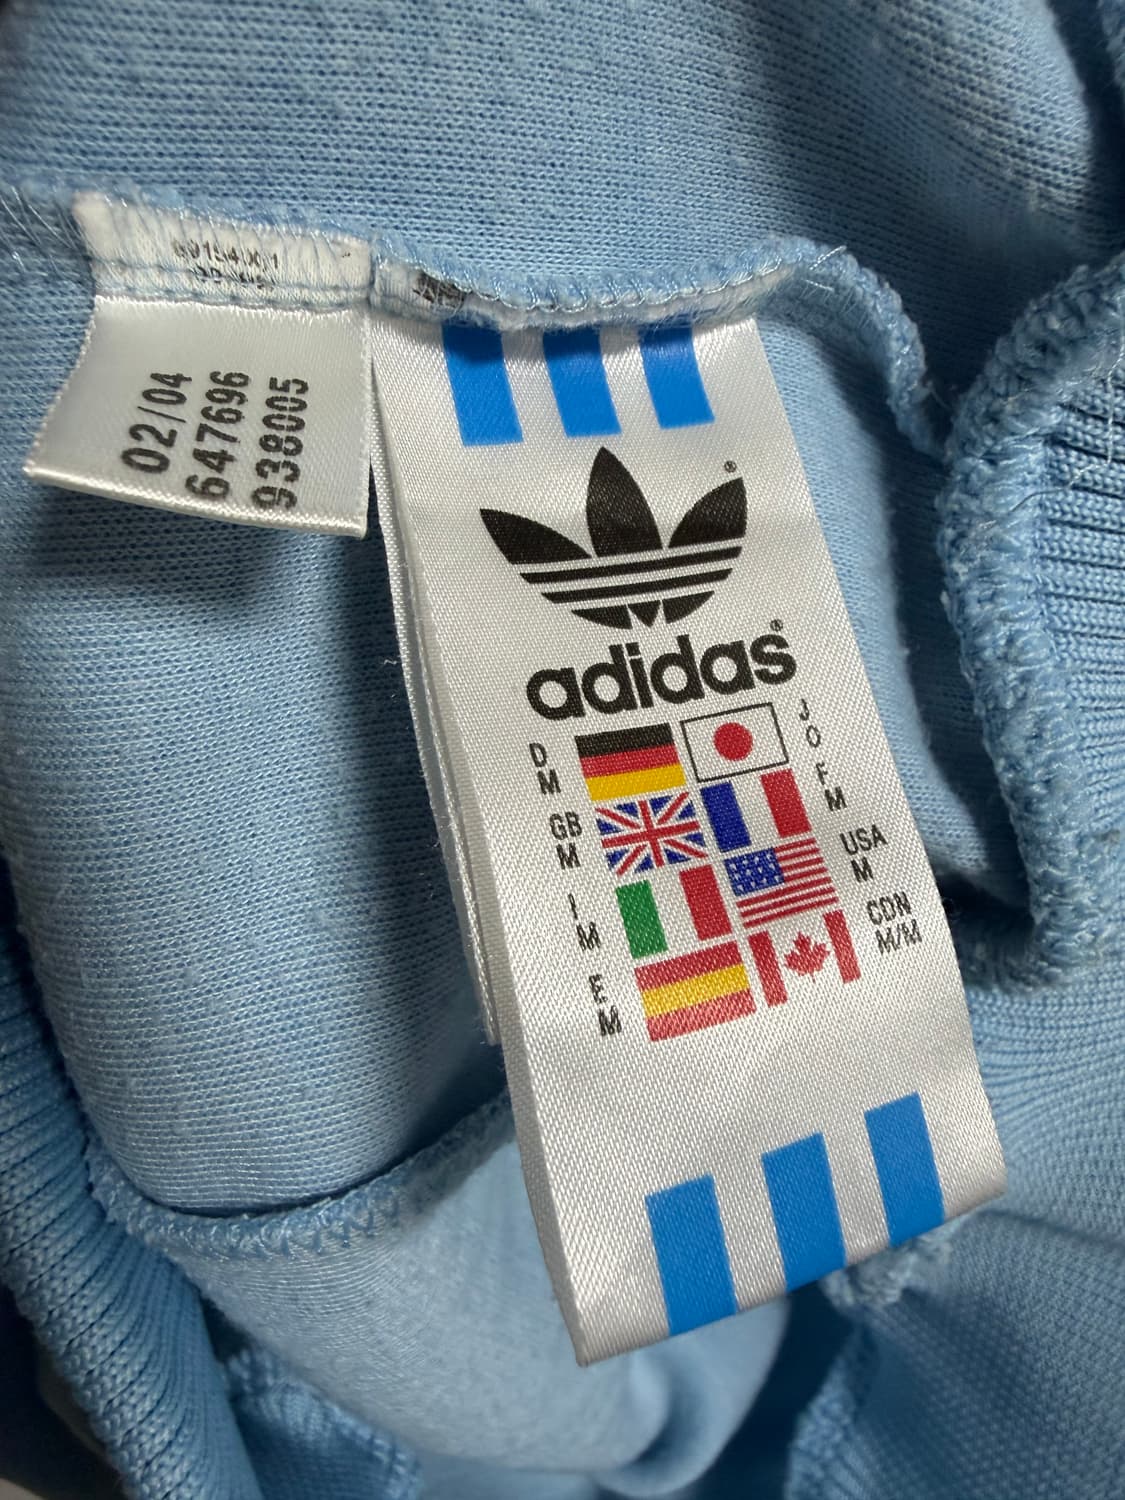 02/04
647696
938005
adidas®
D
M
J
O
F
M
GB
M
USA
M
I
M
CDN
M/M
E
M